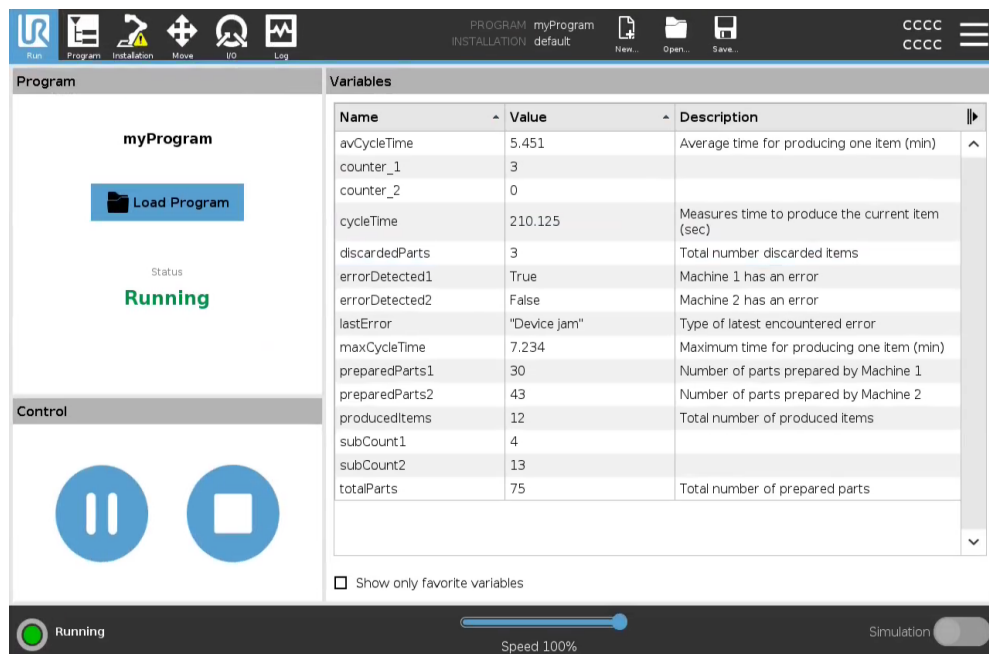 UR
Run
Program
Installation
Move
I/O
Log
PROGRAM myProgram
INSTALLATION default
New...
Open...
Save...
CCCC
CCCC
Program
myProgram
Load Program
Status
Running
Control
Variables
Name Value Description
avCycleTime 5.451 Average time for producing one item (min)
counter_1 3
counter_2 0
cycleTime 210.125 Measures time to produce the current item
(sec)
discardedParts 3 Total number discarded items
errorDetected1 True Machine 1 has an error
errorDetected2 False Machine 2 has an error
lastError "Device jam" Type of latest encountered error
maxCycleTime 7.234 Maximum time for producing one item (min)
preparedParts1 30 Number of parts prepared by Machine 1
preparedParts2 43 Number of parts prepared by Machine 2
producedItems 12 Total number of produced items
subCount1 4
subCount2 13
totalParts 75 Total number of prepared parts
Show only favorite variables
Running
Speed 100%
Simulation